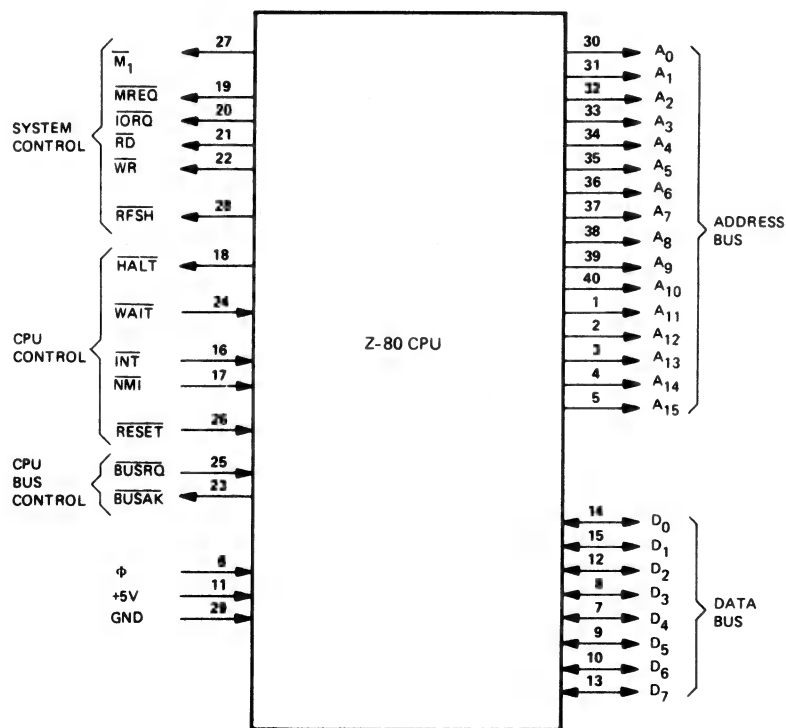 27 M1
19 MREQ
20 IORQ
SYSTEM CONTROL
21 RD
22 WR
28 RFSH
18 HALT
24 WAIT
CPU CONTROL
16 INT
17 NMI
26 RESET
CPU BUS CONTROL
25 BUSRQ
23 BUSAK
6 Φ
11 +5V
29 GND
Z-80 CPU
30 A0
31 A1
32 A2
33 A3
34 A4
35 A5
36 A6
37 A7
38 A8
39 A9
40 A10
1 A11
2 A12
3 A13
4 A14
5 A15
ADDRESS BUS
14 D0
15 D1
12 D2
8 D3
7 D4
9 D5
10 D6
13 D7
DATA BUS